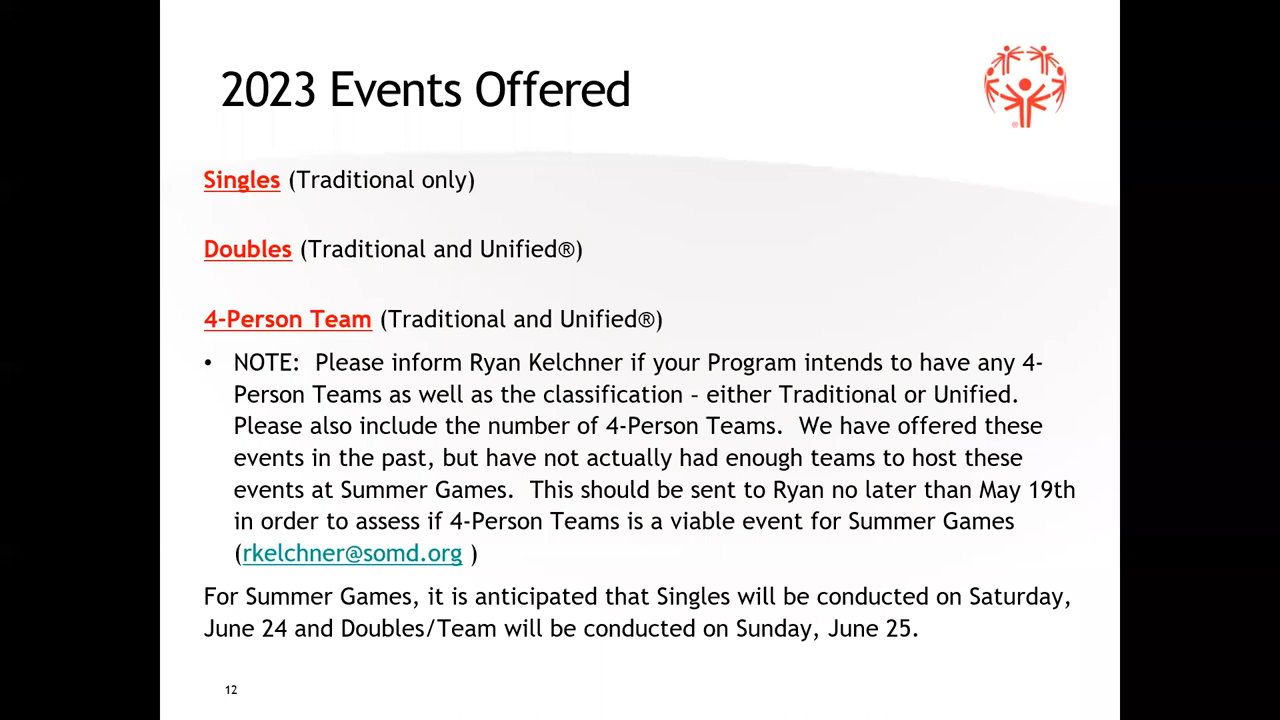 2023 Events Offered
Singles (Traditional only)
Doubles (Traditional and Unified®)
4-Person Team (Traditional and Unified®)
• NOTE:  Please inform Ryan Kelchner if your Program intends to have any 4-
Person Teams as well as the classification – either Traditional or Unified.
Please also include the number of 4-Person Teams.  We have offered these
events in the past, but have not actually had enough teams to host these
events at Summer Games.  This should be sent to Ryan no later than May 19th
in order to assess if 4-Person Teams is a viable event for Summer Games
(rkelchner@somd.org )
For Summer Games, it is anticipated that Singles will be conducted on Saturday,
June 24 and Doubles/Team will be conducted on Sunday, June 25.
12